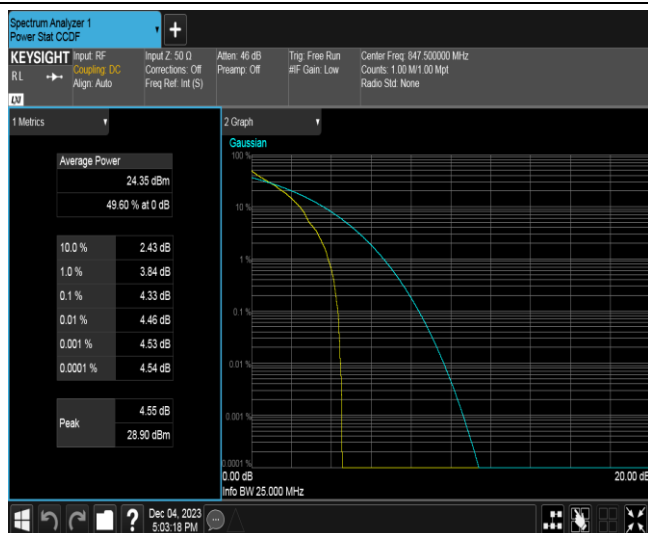 Spectrum Analyzer 1
Power Stat CCDF
+
KEYSIGHT
RL
LXI
Input: RF
Coupling: DC
Align: Auto
Input Z: 50 Ω
Corrections: Off
Freq Ref: Int (S)
Atten: 46 dB
Preamp: Off
Trig: Free Run
#IF Gain: Low
Center Freq: 847.500000 MHz
Counts: 1.00 M/1.00 Mpt
Radio Std: None
1 Metrics
Average Power
24.35 dBm
49.60 % at 0 dB
10.0 % 2.43 dB
1.0 % 3.84 dB
0.1 % 4.33 dB
0.01 % 4.46 dB
0.001 % 4.53 dB
0.0001 % 4.54 dB
Peak
4.55 dB
28.90 dBm
2 Graph
Gaussian
100 %
10 %
1 %
0.1 %
0.01 %
0.001 %
0.0001 %
0.00 dB
20.00 dB
Info BW 25.000 MHz
?
Dec 04, 2023
5:03:18 PM